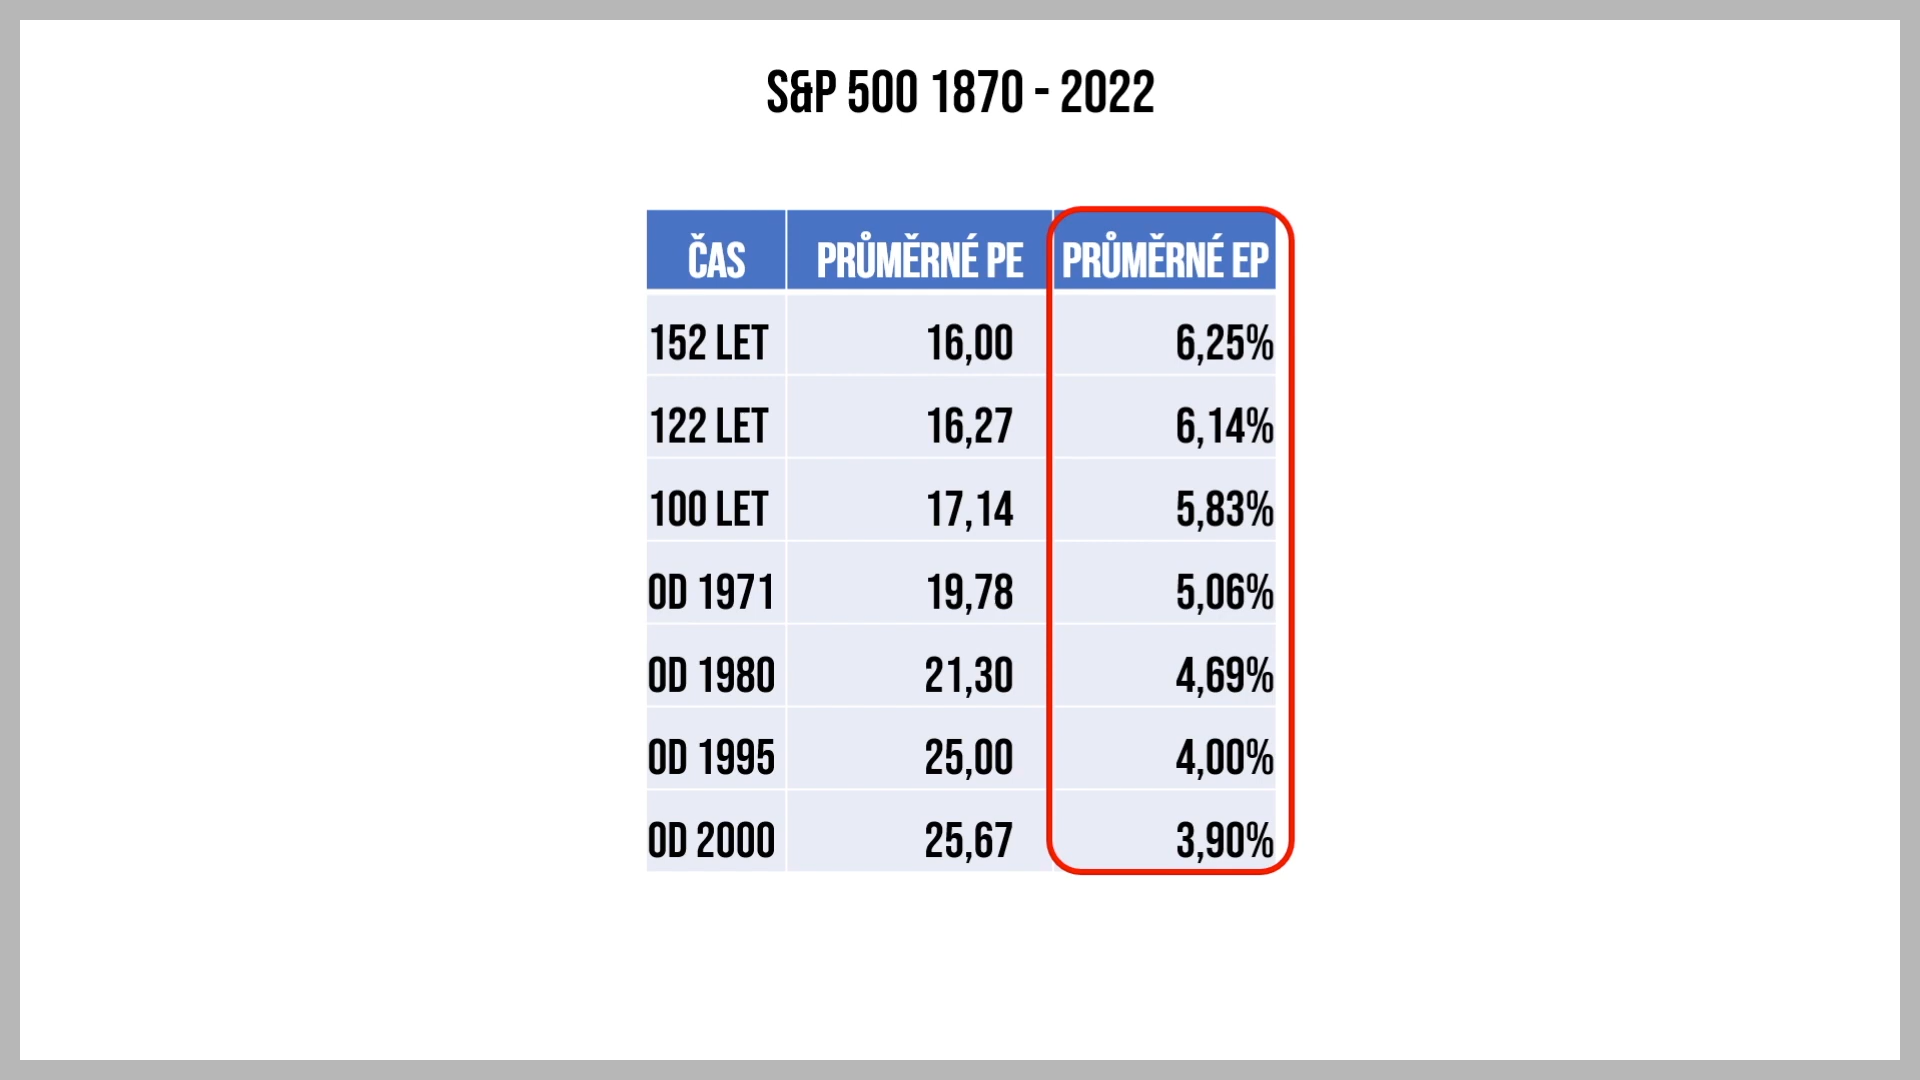 S&P 500 1870 - 2022
ČAS PRŮMĚRNÉ PE PRŮMĚRNÉ EP
152 LET 16,00 6,25%
122 LET 16,27 6,14%
100 LET 17,14 5,83%
OD 1971 19,78 5,06%
OD 1980 21,30 4,69%
OD 1995 25,00 4,00%
OD 2000 25,67 3,90%